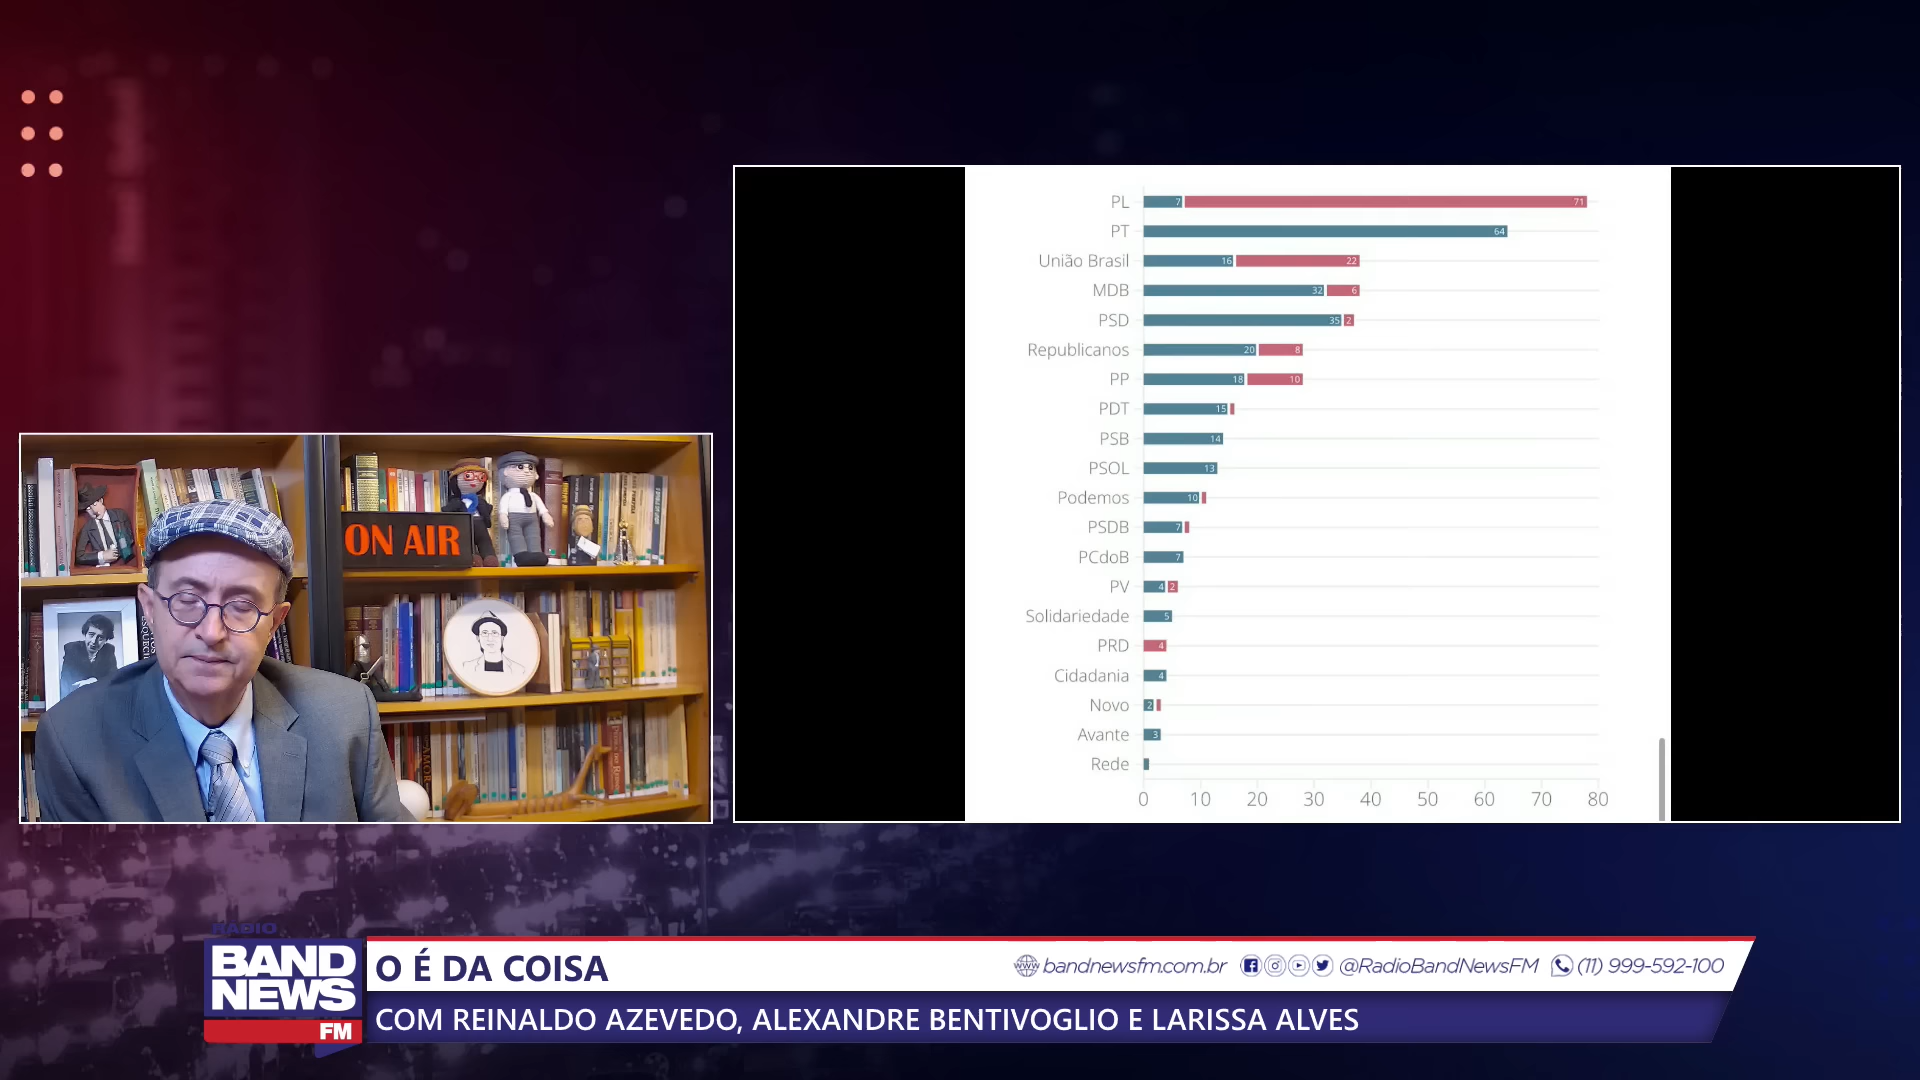 PL 7 71
PT 64
União Brasil 16 22
MDB 32 6
PSD 35 2
Republicanos 20 8
PP 18 10
PDT 15
PSB 14
PSOL 13
Podemos 10
PSDB 7
PCdoB 7
PV 4 2
Solidariedade 5
PRD 4
Cidadania 4
Novo 2
Avante 3
Rede
0 10 20 30 40 50 60 70 80
ON AIR
RÁDIO
BAND
NEWS
FM
O É DA COISA
www bandnewsfm.com.br @RadioBandNewsFM (11) 999-592-100
COM REINALDO AZEVEDO, ALEXANDRE BENTIVOGLIO E LARISSA ALVES